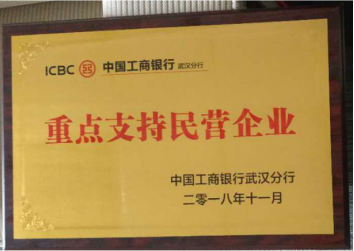 ICBC 中国工商银行 武汉分行
重点支持民营企业
中国工商银行武汉分行
二零一八年十一月